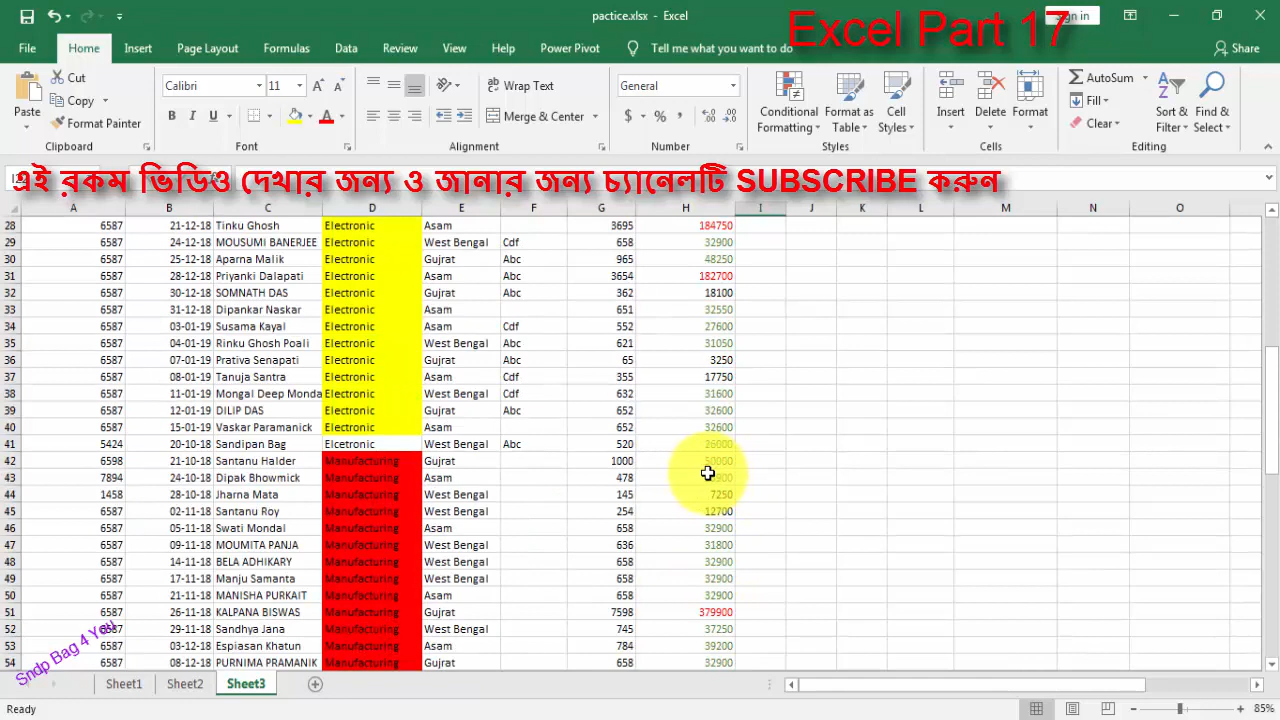 pactice.xlsx - Excel
Sign in
Excel Part 17
File Home Insert Page Layout Formulas Data Review View Help Power Pivot Tell me what you want to do Share
Cut
Copy
Format Painter
Paste
Clipboard
Calibri 11
B I U
Font
Wrap Text
Merge & Center
Alignment
General
$ % ,
Number
Conditional Formatting
Format as Table
Cell Styles
Styles
Insert Delete Format
Cells
AutoSum
Fill
Clear
Sort & Filter
Find & Select
Editing
এই রকম ভিডিও দেখার জন্য ও জানার জন্য চ্যানেলটি SUBSCRIBE করুন
A B C D E F G H I J K L M N O
28 6587 21-12-18 Tinku Ghosh Electronic Asam 3695 184750
29 6587 24-12-18 MOUSUMI BANERJEE Electronic West Bengal Cdf 658 32900
30 6587 25-12-18 Aparna Malik Electronic Gujrat Abc 965 48250
31 6587 28-12-18 Priyanki Dalapati Electronic Asam Abc 3654 182700
32 6587 30-12-18 SOMNATH DAS Electronic Gujrat Abc 362 18100
33 6587 31-12-18 Dipankar Naskar Electronic Asam 651 32550
34 6587 03-01-19 Susama Kayal Electronic Asam Cdf 552 27600
35 6587 04-01-19 Rinku Ghosh Poali Electronic West Bengal Abc 621 31050
36 6587 07-01-19 Prativa Senapati Electronic Gujrat Abc 65 3250
37 6587 08-01-19 Tanuja Santra Electronic Asam Cdf 355 17750
38 6587 11-01-19 Mongal Deep Monda Electronic West Bengal Cdf 632 31600
39 6587 12-01-19 DILIP DAS Electronic Gujrat Abc 652 32600
40 6587 15-01-19 Vaskar Paramanick Electronic Asam 652 32600
41 5424 20-10-18 Sandipan Bag Elcetronic West Bengal Abc 520 26000
42 6598 21-10-18 Santanu Halder Manufacturing Gujrat 1000 50000
43 7894 24-10-18 Dipak Bhowmick Manufacturing Asam 478
44 1458 28-10-18 Jharna Mata Manufacturing West Bengal 145 7250
45 6587 02-11-18 Santanu Roy Manufacturing West Bengal 254 12700
46 6587 05-11-18 Swati Mondal Manufacturing Asam 658 32900
47 6587 09-11-18 MOUMITA PANJA Manufacturing West Bengal 636 31800
48 6587 14-11-18 BELA ADHIKARY Manufacturing West Bengal 658 32900
49 6587 17-11-18 Manju Samanta Manufacturing West Bengal 658 32900
50 6587 21-11-18 MANISHA PURKAIT Manufacturing Asam 658 32900
51 6587 26-11-18 KALPANA BISWAS Manufacturing Gujrat 7598 379900
52 6587 29-11-18 Sandhya Jana Manufacturing West Bengal 745 37250
53 6587 03-12-18 Espiasan Khatun Manufacturing Asam 784 39200
54 6587 08-12-18 PURNIMA PRAMANIK Manufacturing Gujrat 658 32900
Sndp Bag 4 You
Sheet1 Sheet2 Sheet3
Ready
85%